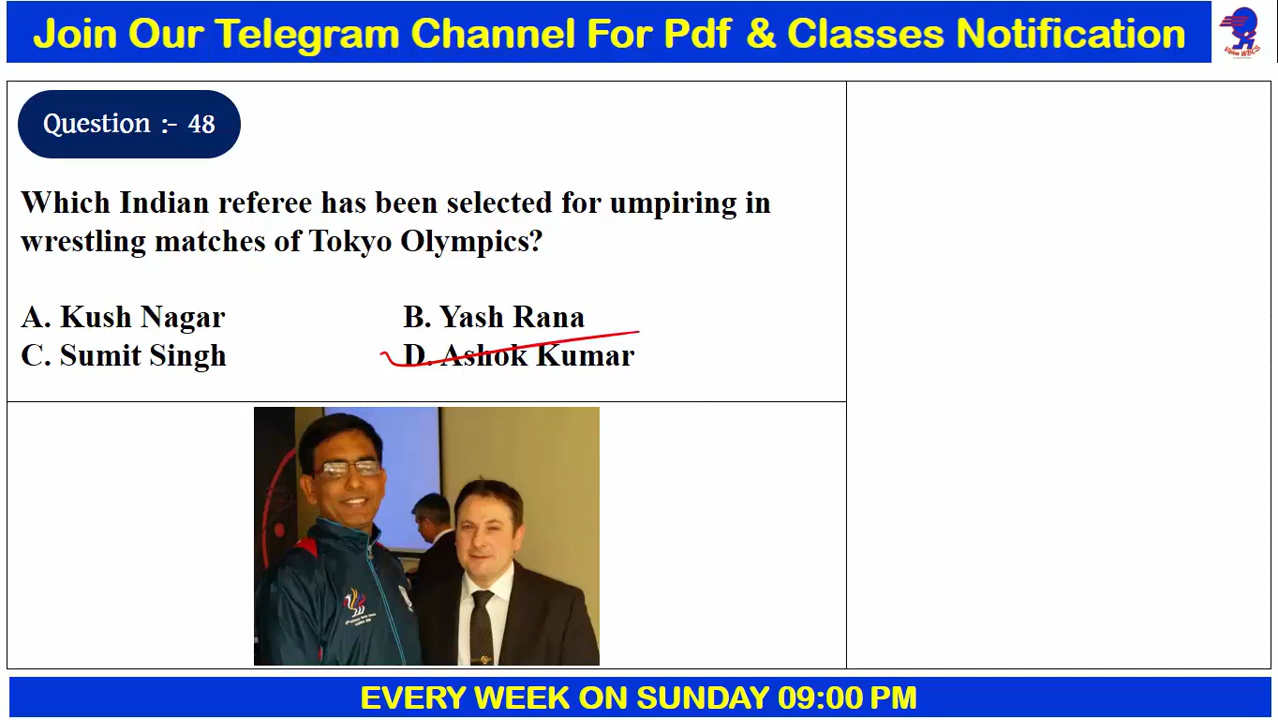 Join Our Telegram Channel For Pdf & Classes Notification
Question :- 48
Which Indian referee has been selected for umpiring in
wrestling matches of Tokyo Olympics?
A. Kush Nagar B. Yash Rana
C. Sumit Singh D. Ashok Kumar
EVERY WEEK ON SUNDAY 09:00 PM